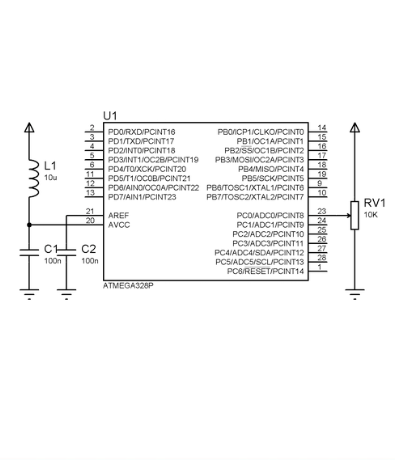 U1
2 PD0/RXD/PCINT16 PB0/ICP1/CLKO/PCINT0 14
3 PD1/TXD/PCINT17 PB1/OC1A/PCINT1 15
4 PD2/INT0/PCINT18 PB2/SS/OC1B/PCINT2 16
5 PD3/INT1/OC2B/PCINT19 PB3/MOSI/OC2A/PCINT3 17
6 PD4/T0/XCK/PCINT20 PB4/MISO/PCINT4 18
11 PD5/T1/OC0B/PCINT21 PB5/SCK/PCINT5 19
12 PD6/AIN0/OC0A/PCINT22 PB6/TOSC1/XTAL1/PCINT6 9
13 PD7/AIN1/PCINT23 PB7/TOSC2/XTAL2/PCINT7 10
L1
10u
21 AREF PC0/ADC0/PCINT8 23
20 AVCC PC1/ADC1/PCINT9 24
PC2/ADC2/PCINT10 25
PC3/ADC3/PCINT11 26
PC4/ADC4/SDA/PCINT12 27
PC5/ADC5/SCL/PCINT13 28
PC6/RESET/PCINT14 1
RV1
10K
C1 C2
100n 100n
ATMEGA328P